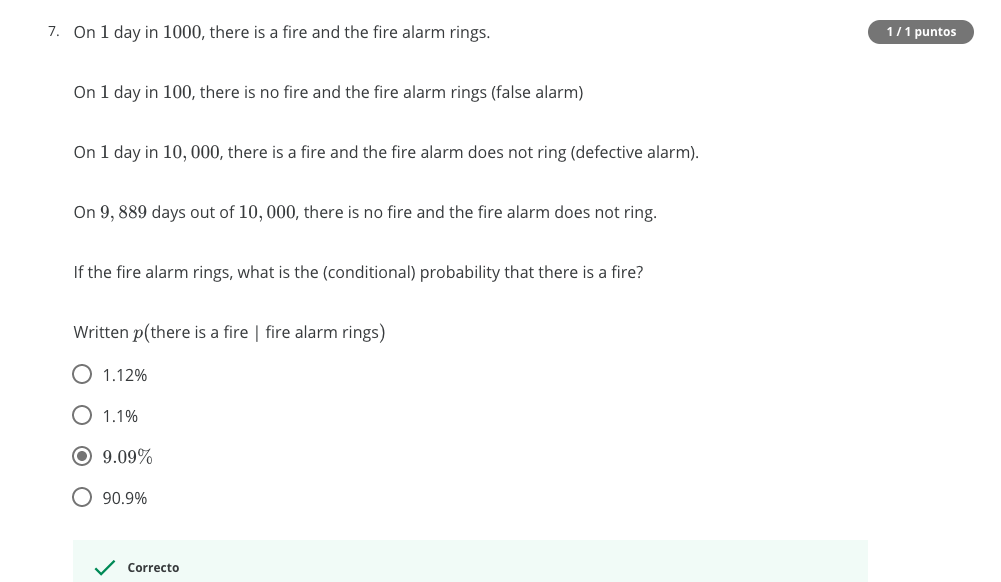 7. On 1 day in 1000, there is a fire and the fire alarm rings.
1 / 1 puntos
On 1 day in 100, there is no fire and the fire alarm rings (false alarm)
On 1 day in 10, 000, there is a fire and the fire alarm does not ring (defective alarm).
On 9, 889 days out of 10, 000, there is no fire and the fire alarm does not ring.
If the fire alarm rings, what is the (conditional) probability that there is a fire?
Written p(there is a fire | fire alarm rings)
1.12%
1.1%
9.09%
90.9%
Correcto